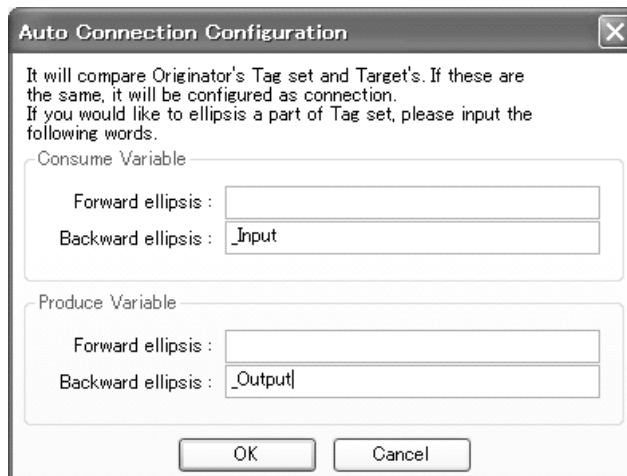 Auto Connection Configuration
It will compare Originator's Tag set and Target's. If these are
the same, it will be configured as connection.
If you would like to ellipsis a part of Tag set, please input the
following words.
Consume Variable
Forward ellipsis :
Backward ellipsis : _Input
Produce Variable
Forward ellipsis :
Backward ellipsis : _Output
OK Cancel